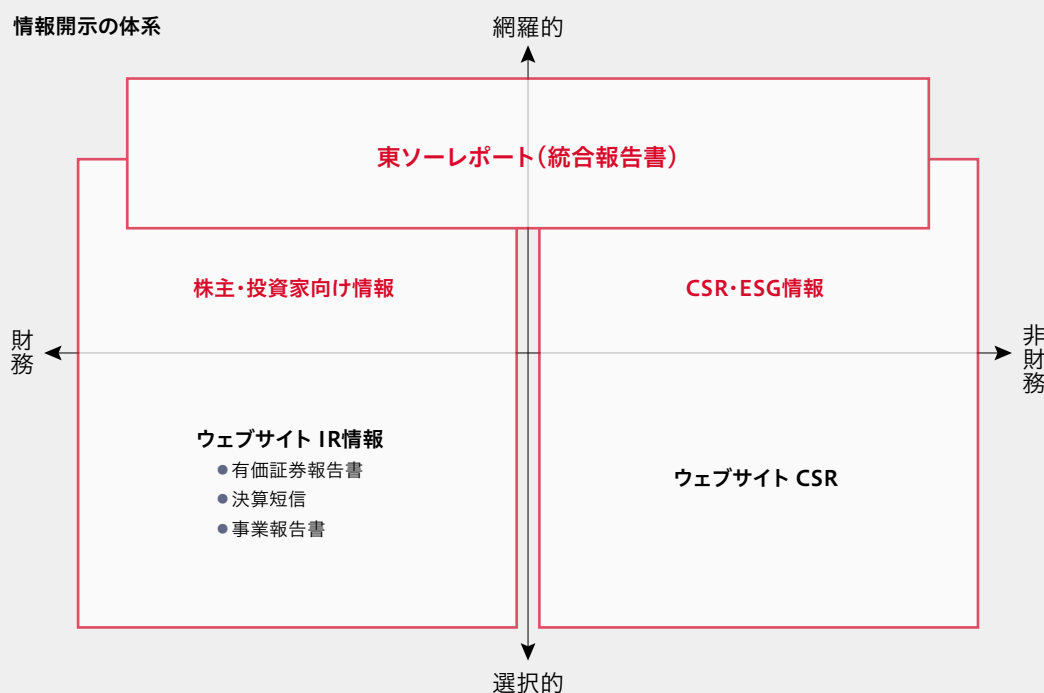 情報開示の体系
網羅的
東ソーレポート(統合報告書)
株主・投資家向け情報
CSR・ESG情報
財務
非財務
ウェブサイト IR情報
●有価証券報告書
●決算短信
●事業報告書
ウェブサイト CSR
選択的